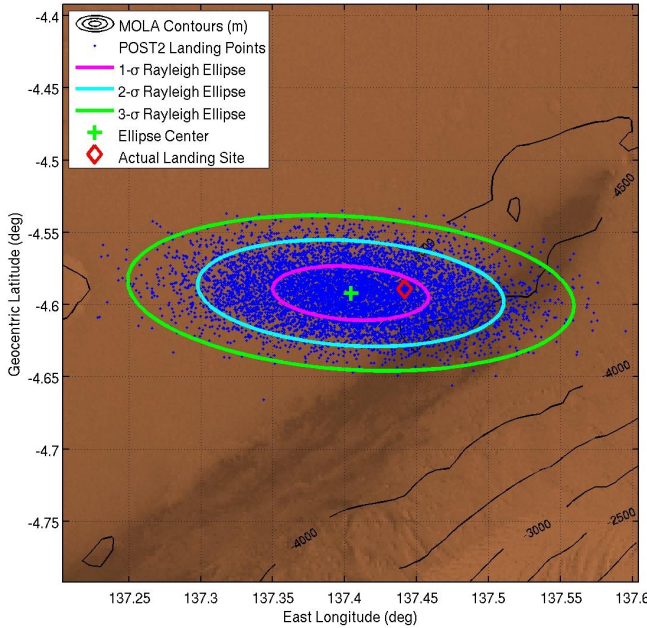 MOLA Contours (m)
POST2 Landing Points
1-σ Rayleigh Ellipse
2-σ Rayleigh Ellipse
3-σ Rayleigh Ellipse
Ellipse Center
Actual Landing Site
-4.4
-4.45
-4.5
-4.55
-4.6
-4.65
-4.7
-4.75
Geocentric Latitude (deg)
4500
-4000
-4000
-3000
-2500
137.25
137.3
137.35
137.4
137.45
137.5
137.55
137.6
East Longitude (deg)